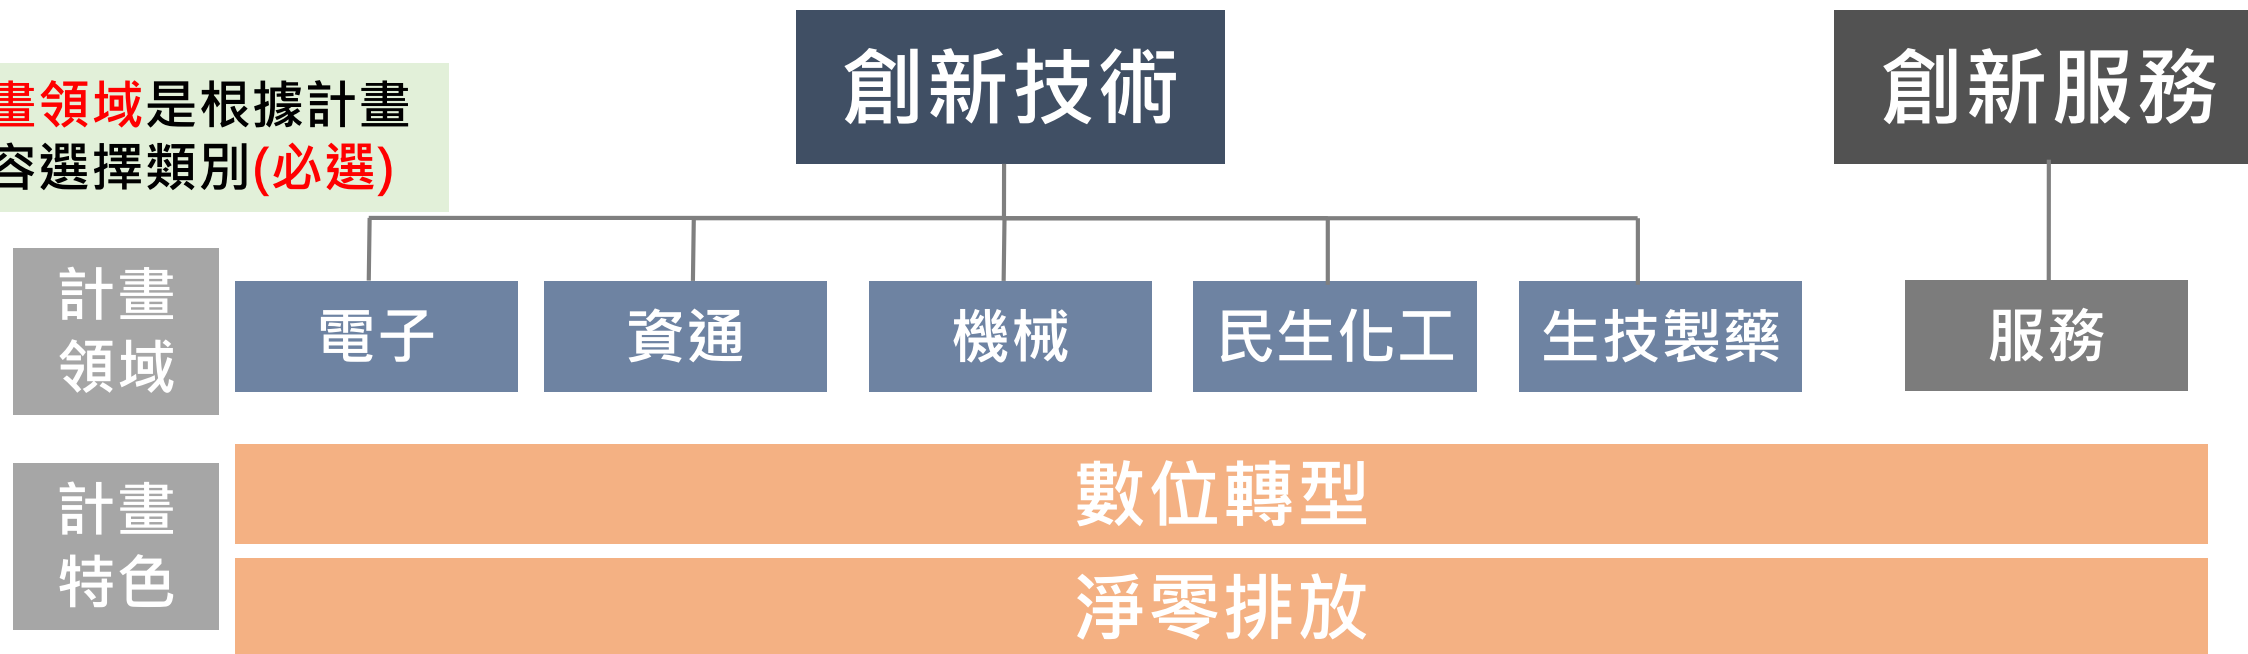 創新技術
創新服務
畫領域是根據計畫
容選擇類別(必選)
計畫
領域
電子
資通
機械
民生化工
生技製藥
服務
計畫
特色
數位轉型
淨零排放